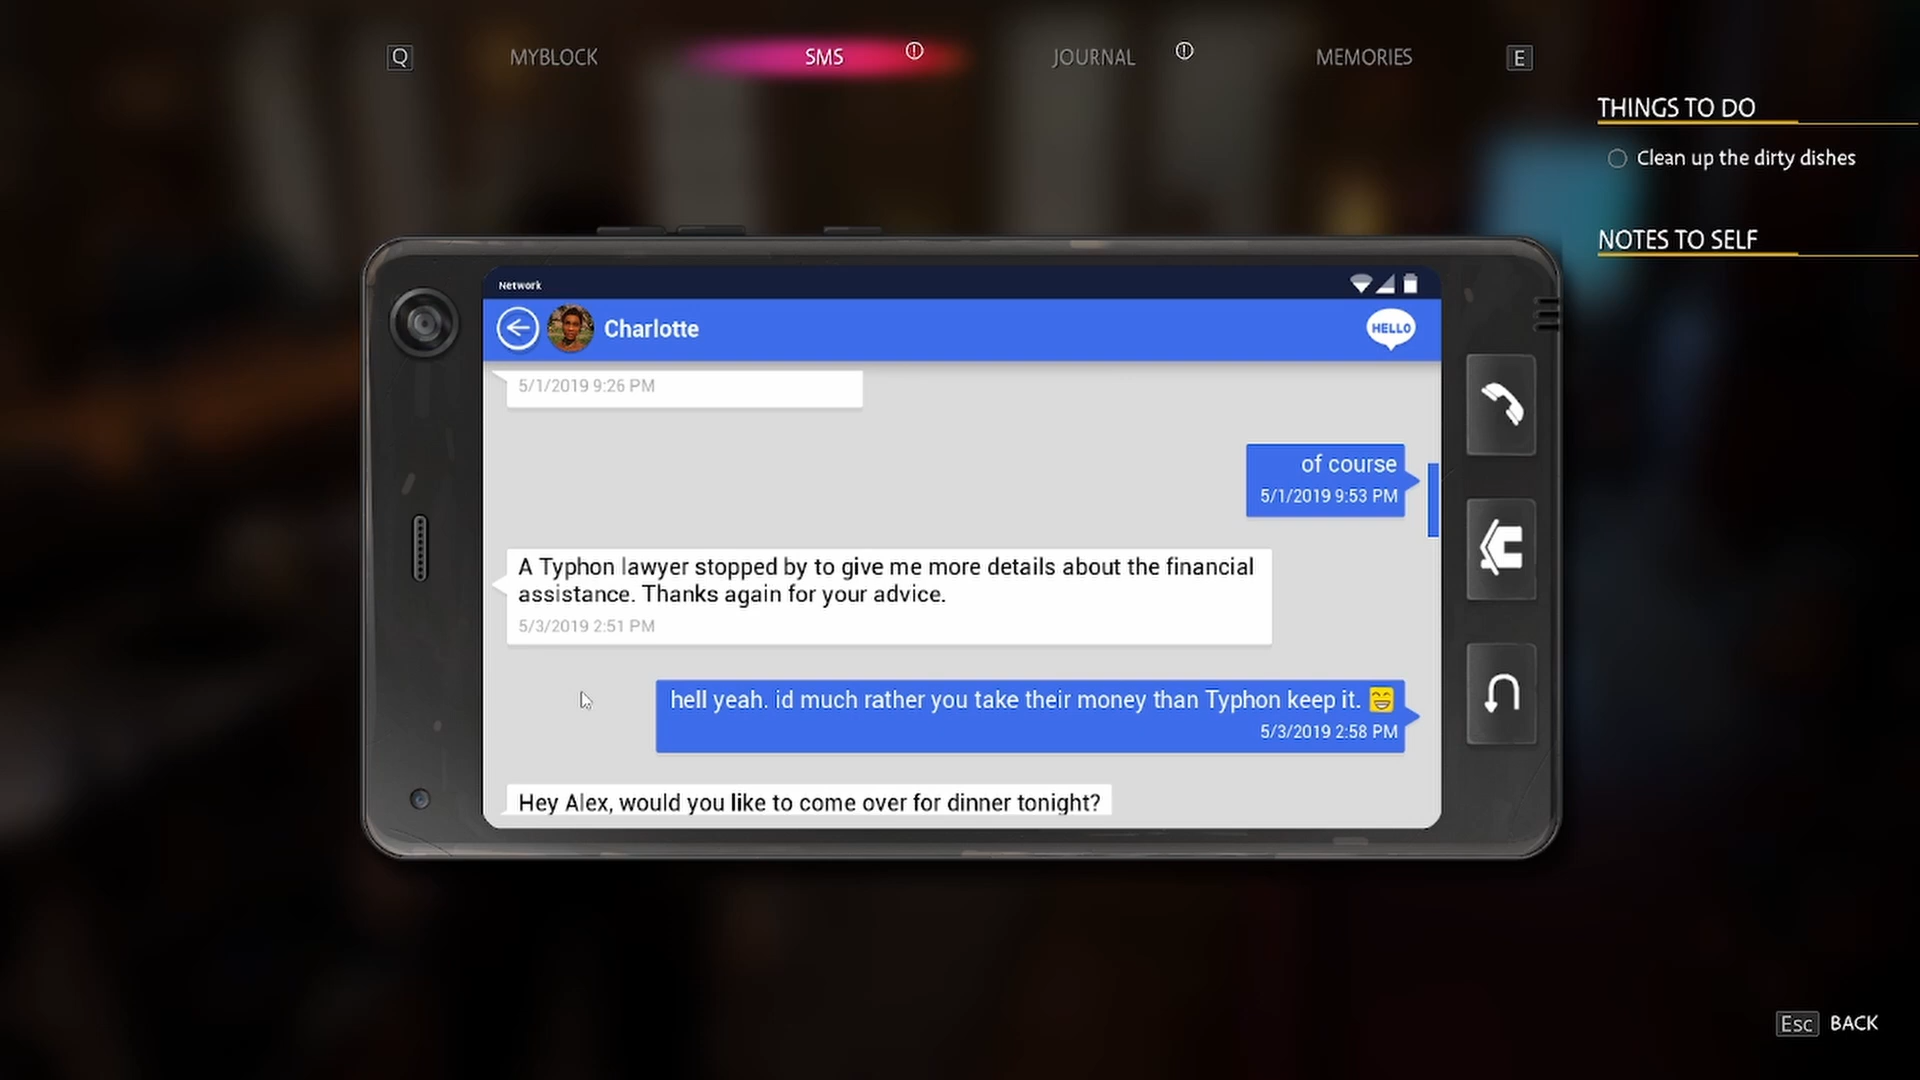 Q
MYBLOCK
SMS
JOURNAL
MEMORIES
E
THINGS TO DO
Clean up the dirty dishes
NOTES TO SELF
Network
Charlotte
HELLO
5/1/2019 9:26 PM
of course
5/1/2019 9:53 PM
A Typhon lawyer stopped by to give me more details about the financial
assistance. Thanks again for your advice.
5/3/2019 2:51 PM
hell yeah. id much rather you take their money than Typhon keep it. 😄
5/3/2019 2:58 PM
Hey Alex, would you like to come over for dinner tonight?
Esc BACK